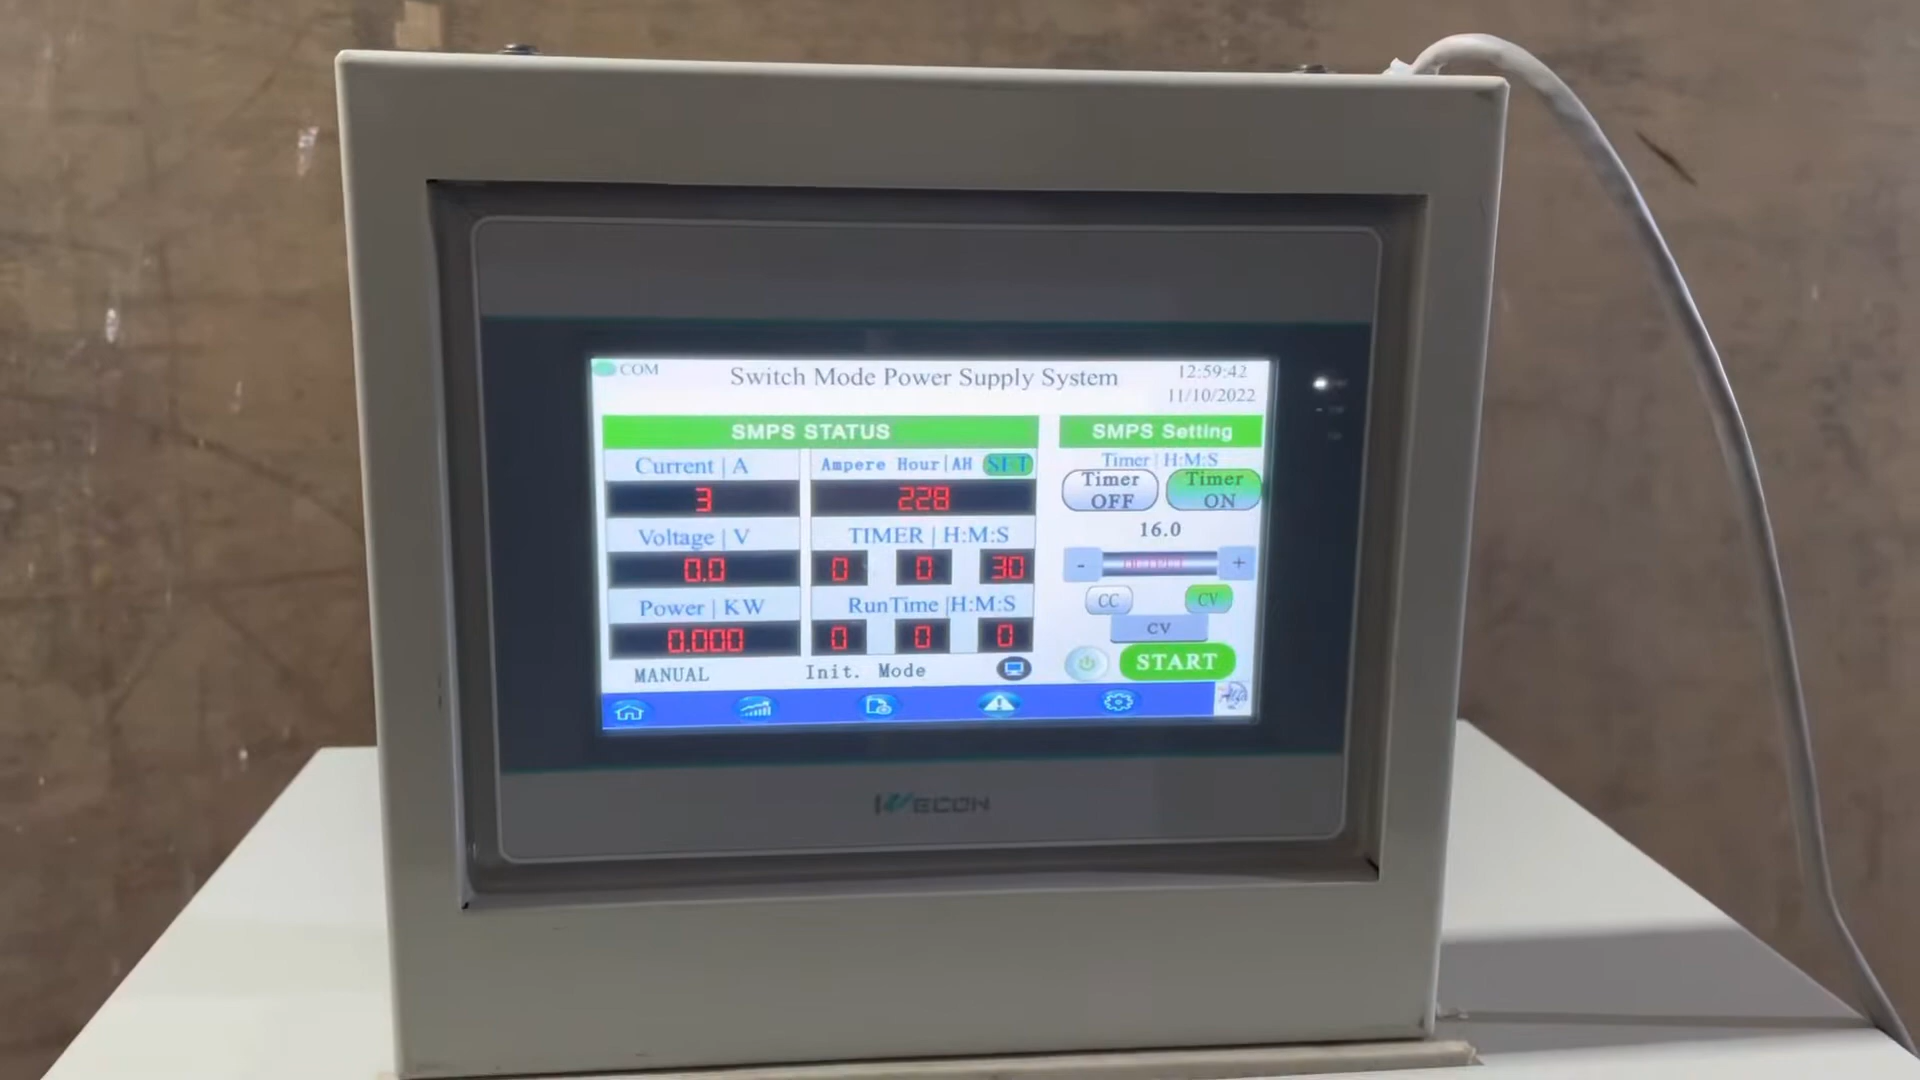 COM
Switch Mode Power Supply System
12:59:42
11/10/2022
SMPS STATUS
Current | A
3
Ampere Hour|AH SET
228
Voltage | V
0.0
TIMER | H:M:S
0 0 30
Power | KW
0.000
RunTime |H:M:S
0 0 0
MANUAL
Init. Mode
SMPS Setting
Timer | H:M:S
Timer OFF
Timer ON
16.0
- +
CC CV
CV
START
WECON